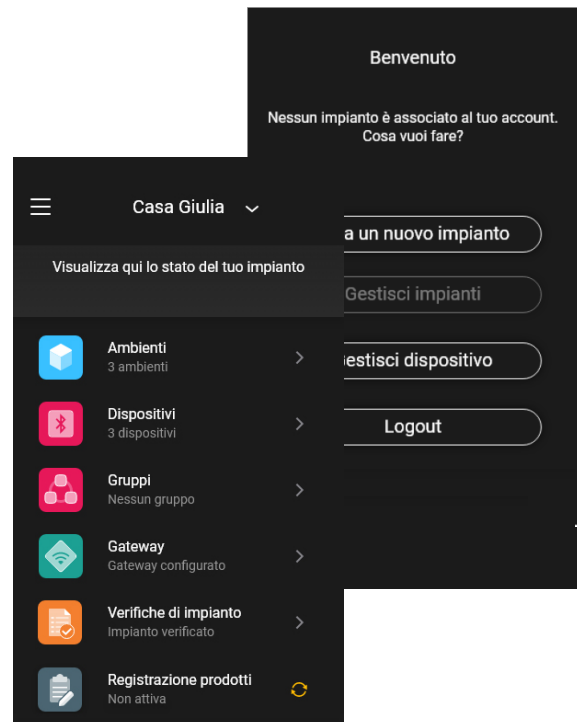 Benvenuto
Nessun impianto è associato al tuo account.
Cosa vuoi fare?
a un nuovo impianto
Gestisci impianti
estisci dispositivo
Logout
Casa Giulia
Visualizza qui lo stato del tuo impianto
Ambienti
3 ambienti
Dispositivi
3 dispositivi
Gruppi
Nessun gruppo
Gateway
Gateway configurato
Verifiche di impianto
Impianto verificato
Registrazione prodotti
Non attiva